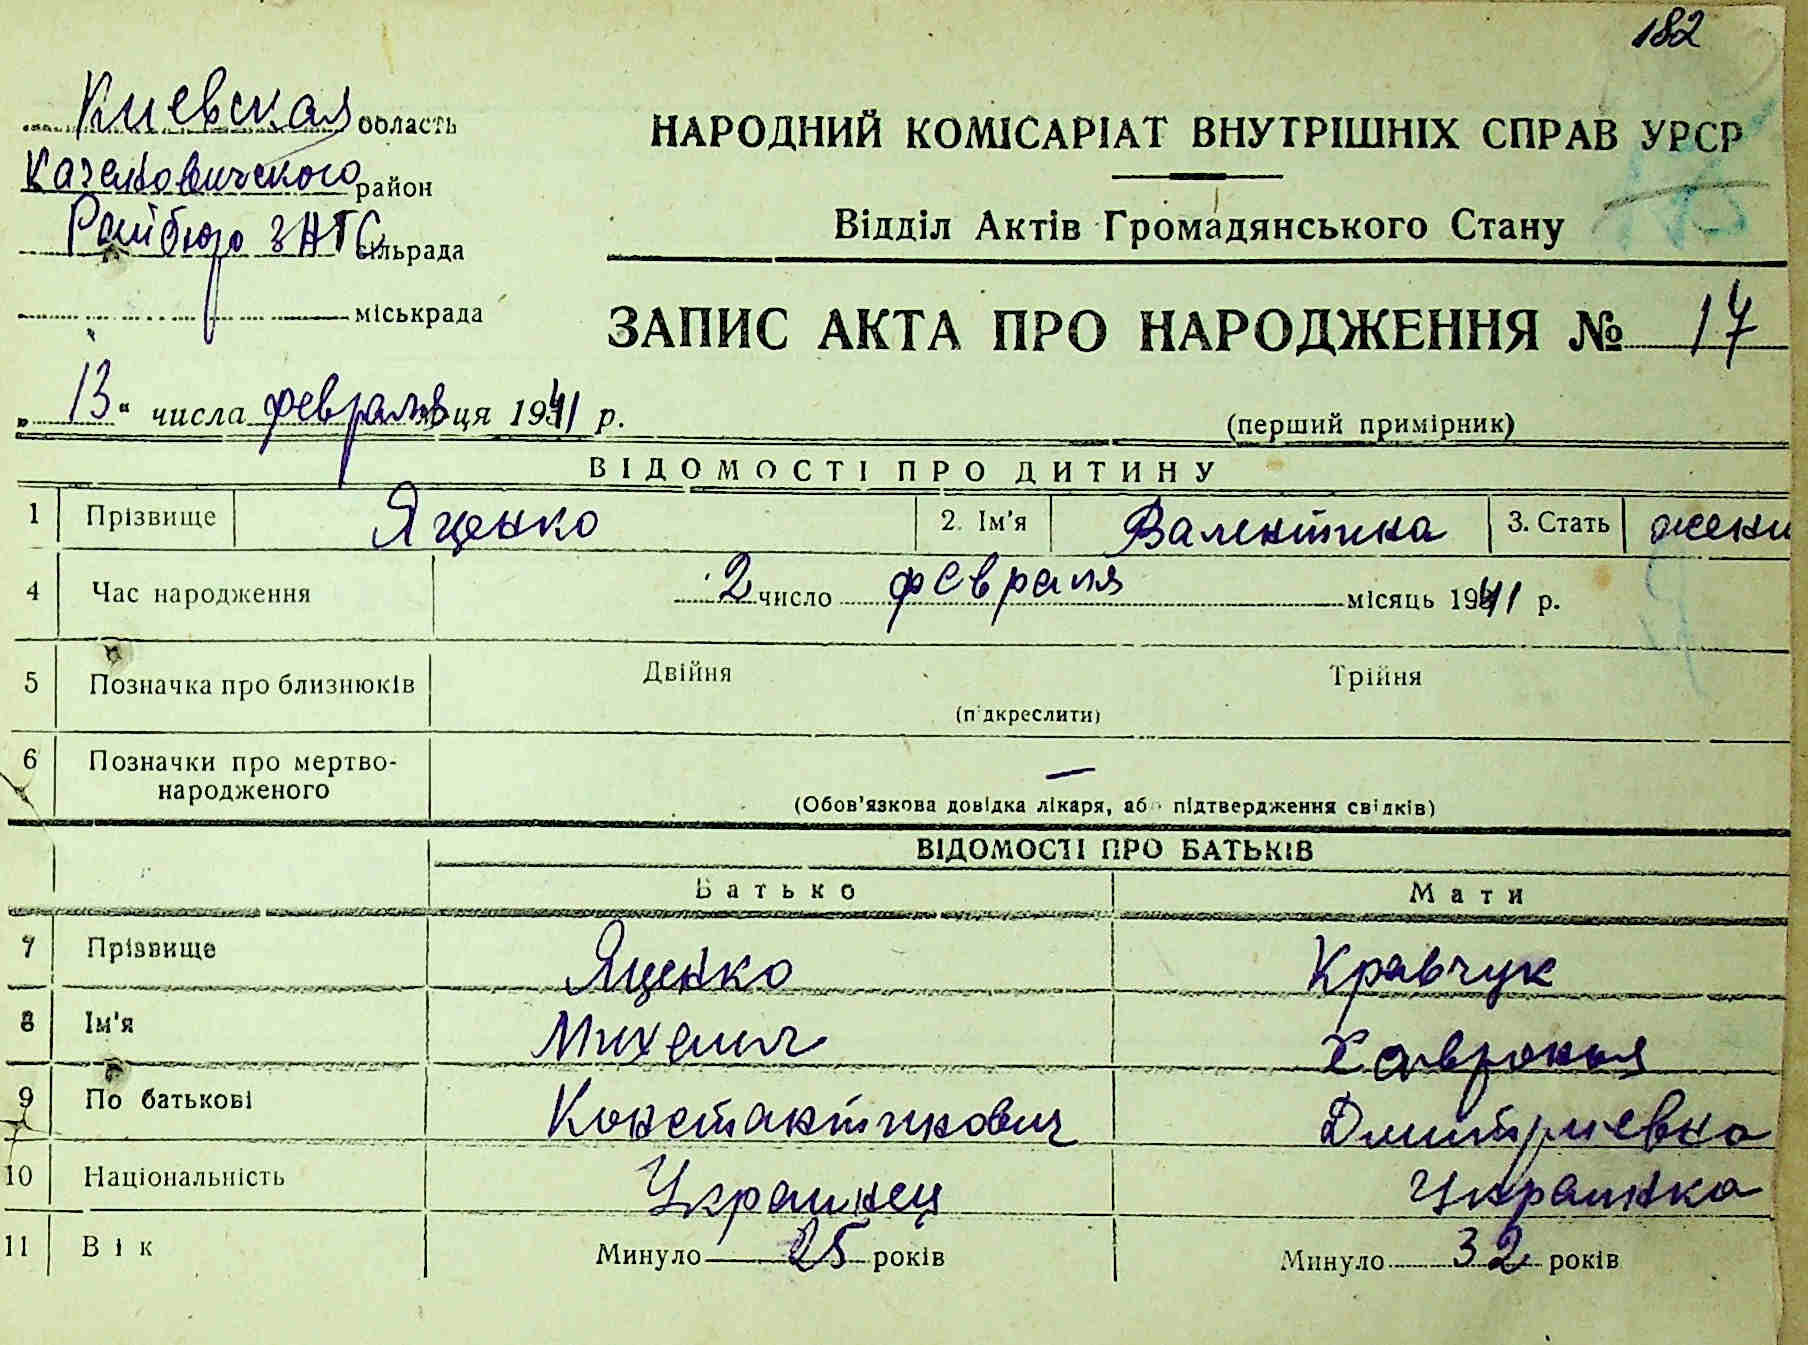 182
Киевская область
Кагановичского район
Райбюро ЗАГС сільрада
міськрада
НАРОДНИЙ КОМІСАРІАТ ВНУТРІШНІХ СПРАВ УРСР
Відділ Актів Громадянського Стану
ЗАПИС АКТА ПРО НАРОДЖЕННЯ № 17
„13“ числа февраля місяця 1941 р.
(перший примірник)
ВІДОМОСТІ ПРО ДИТИНУ
1 Прізвище Яценко 2. Ім'я Валентина 3. Стать женс
4 Час народження 2 число февраля місяць 1941 р.
5 Позначка про близнюків Двійня Трійня
(підкреслити)
6 Позначки про мертво-
народженого —
(Обов'язкова довідка лікаря, або підтвердження свідків)
ВІДОМОСТІ ПРО БАТЬКІВ
Батько Мати
7 Прізвище Яценко Кравчук
8 Ім'я Михаил Хавронья
9 По батькові Константинович Дмитриевна
10 Національність Украинец Украинка
11 Вік Минуло 25 років Минуло 32 років